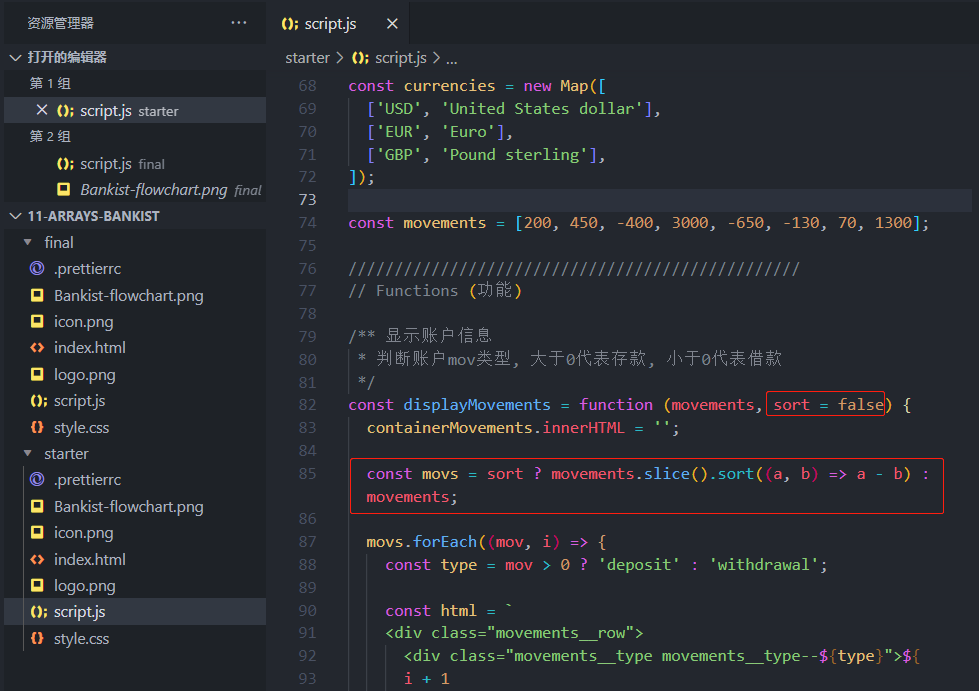 资源管理器
···
打开的编辑器
第 1 组
script.js starter
第 2 组
script.js final
Bankist-flowchart.png final
11-ARRAYS-BANKIST
final
.prettierrc
Bankist-flowchart.png
icon.png
index.html
logo.png
script.js
style.css
starter
.prettierrc
Bankist-flowchart.png
icon.png
index.html
logo.png
script.js
style.css
script.js
starter > script.js > ...
68 const currencies = new Map([
69   ['USD', 'United States dollar'],
70   ['EUR', 'Euro'],
71   ['GBP', 'Pound sterling'],
72 ]);
73
74 const movements = [200, 450, -400, 3000, -650, -130, 70, 1300];
75
76 /////////////////////////////////////////////////
77 // Functions (功能)
78
79 /** 显示账户信息
80  * 判断账户mov类型, 大于0代表存款, 小于0代表借款
81  */
82 const displayMovements = function (movements, sort = false) {
83   containerMovements.innerHTML = '';
84
85   const movs = sort ? movements.slice().sort((a, b) => a - b) :
movements;
86
87   movs.forEach((mov, i) => {
88     const type = mov > 0 ? 'deposit' : 'withdrawal';
89
90     const html = `
91     <div class="movements__row">
92       <div class="movements__type movements__type--${type}">${
93       i + 1